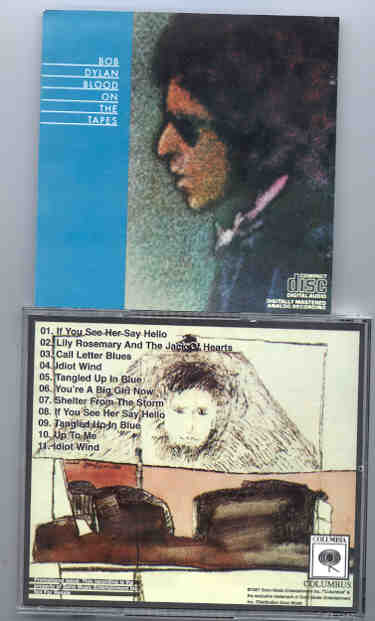 BOB
DYLAN
BLOOD
ON
THE
TAPES
COMPACT
disc
DIGITAL AUDIO
DIGITALLY MASTERED
ANALOG RECORDING
01. If You See Her Say Hello
02. Lily Rosemary And The Jack of Hearts
03. Call Letter Blues
04. Idiot Wind
05. Tangled Up In Blue
06. You're A Big Girl Now
07. Shelter From The Storm
08. If You See Her Say Hello
09. Tangled Up In Blue
10. Up To Me
11. Idiot Wind
COLUMBIA
COLUMBUS